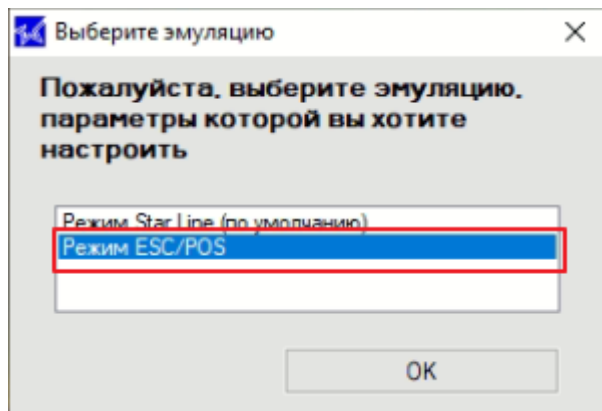 Выберите эмуляцию
Пожалуйста, выберите эмуляцию,
параметры которой вы хотите
настроить
Режим Star Line (по умолчанию)
Режим ESC/POS
OK